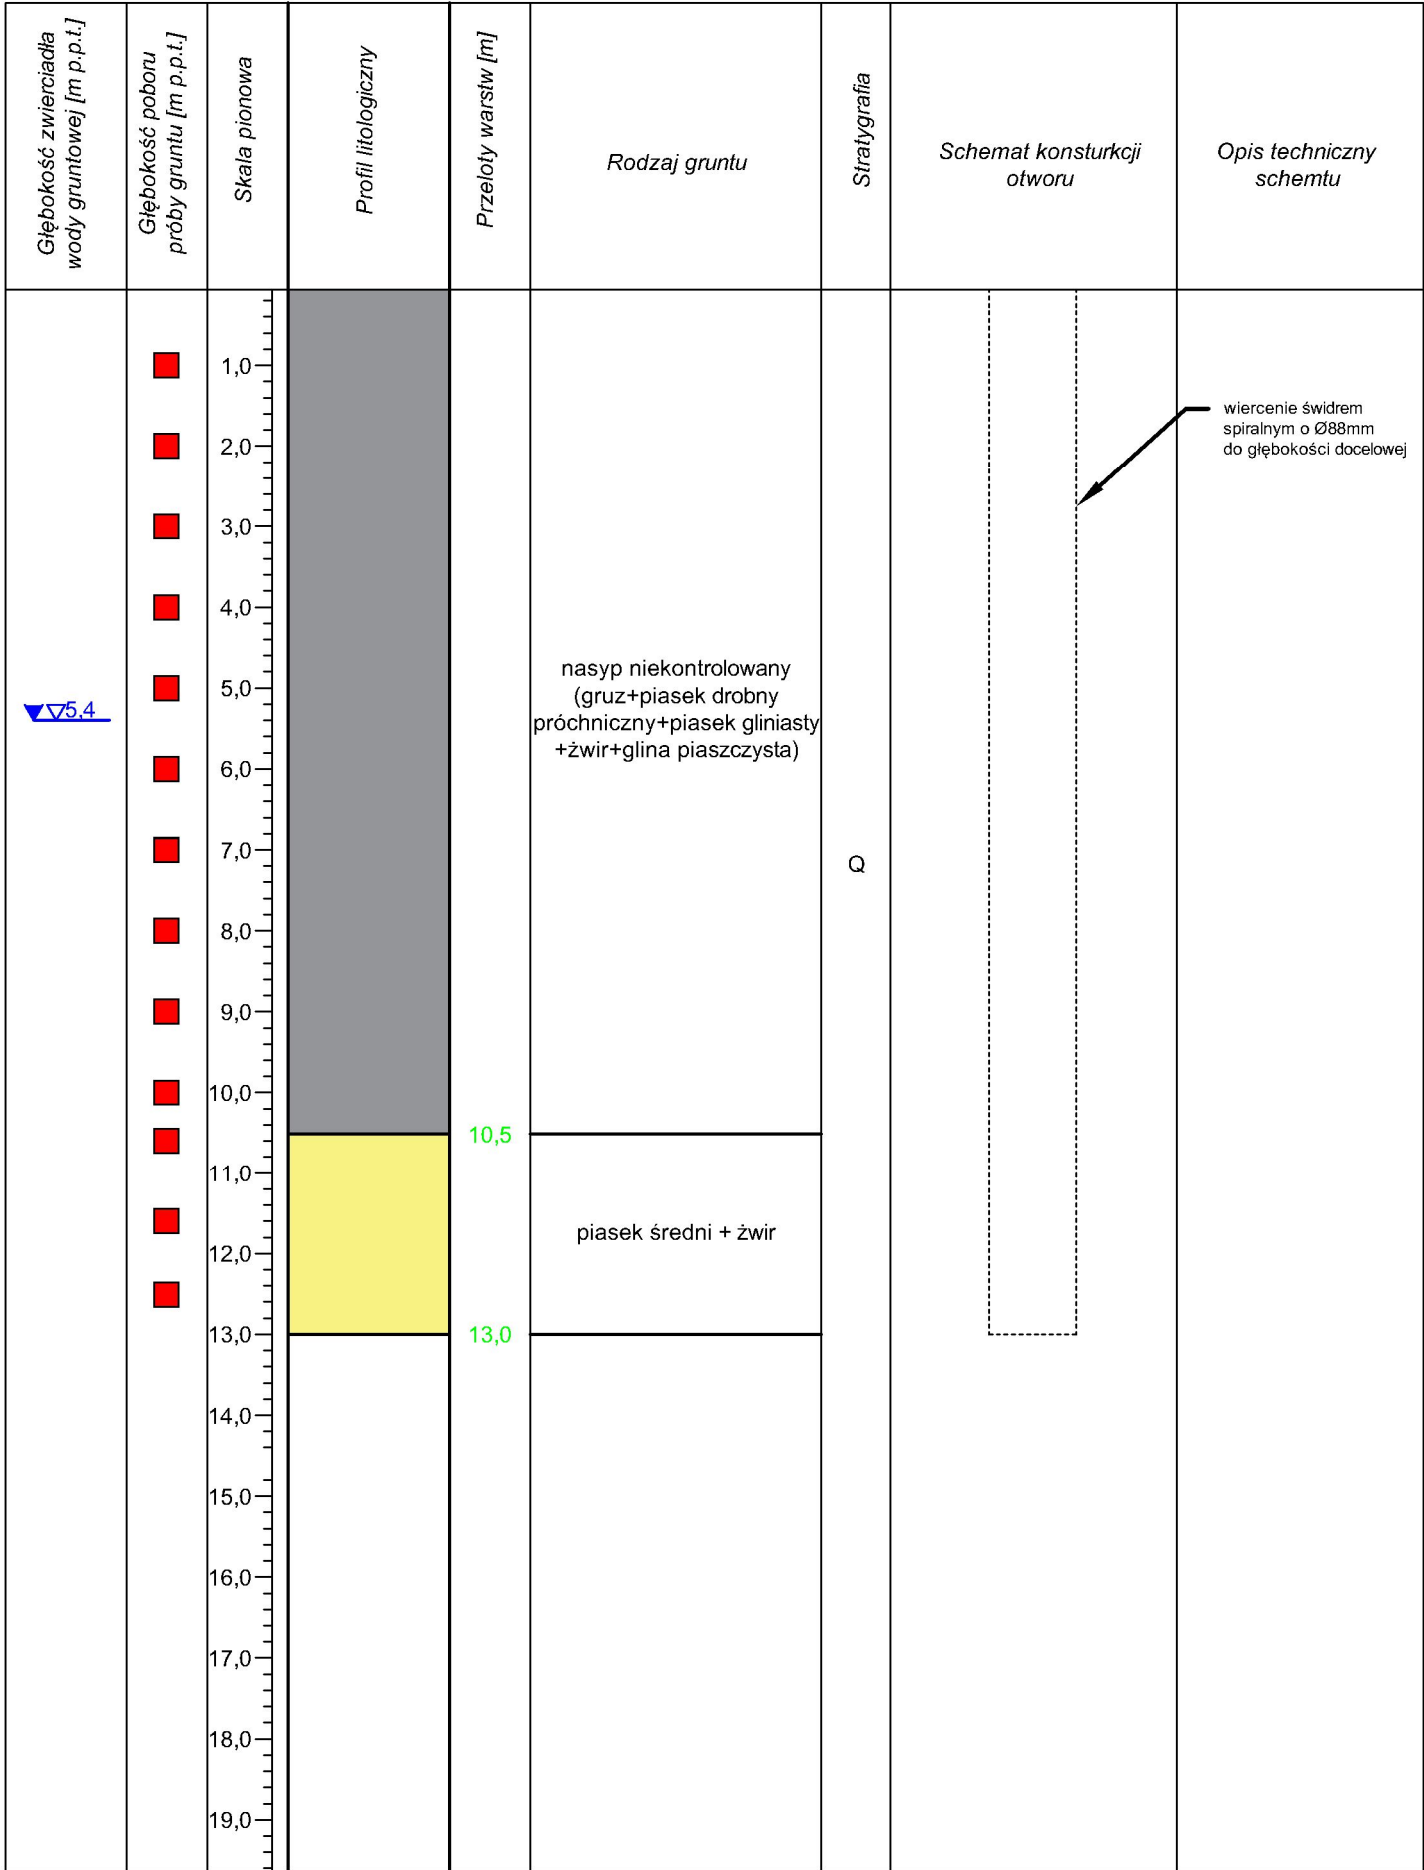 Głębokość zwierciadła
wody gruntowej [m p.p.t.]
Głębokość poboru
próby gruntu [m p.p.t.]
Skala pionowa
Profil litologiczny
Przeloty warstw [m]
Rodzaj gruntu
Stratygrafia
Schemat konsturkcji
otworu
Opis techniczny
schemtu
1,0
wiercenie świdrem
spiralnym o Ø88mm
do głębokości docelowej
2,0
3,0
4,0
nasyp niekontrolowany
(gruz+piasek drobny
próchniczny+piasek gliniasty
+żwir+glina piaszczysta)
5,0
5,4
6,0
7,0
Q
8,0
9,0
10,0
10,5
11,0
piasek średni + żwir
12,0
13,0
13,0
14,0
15,0
16,0
17,0
18,0
19,0